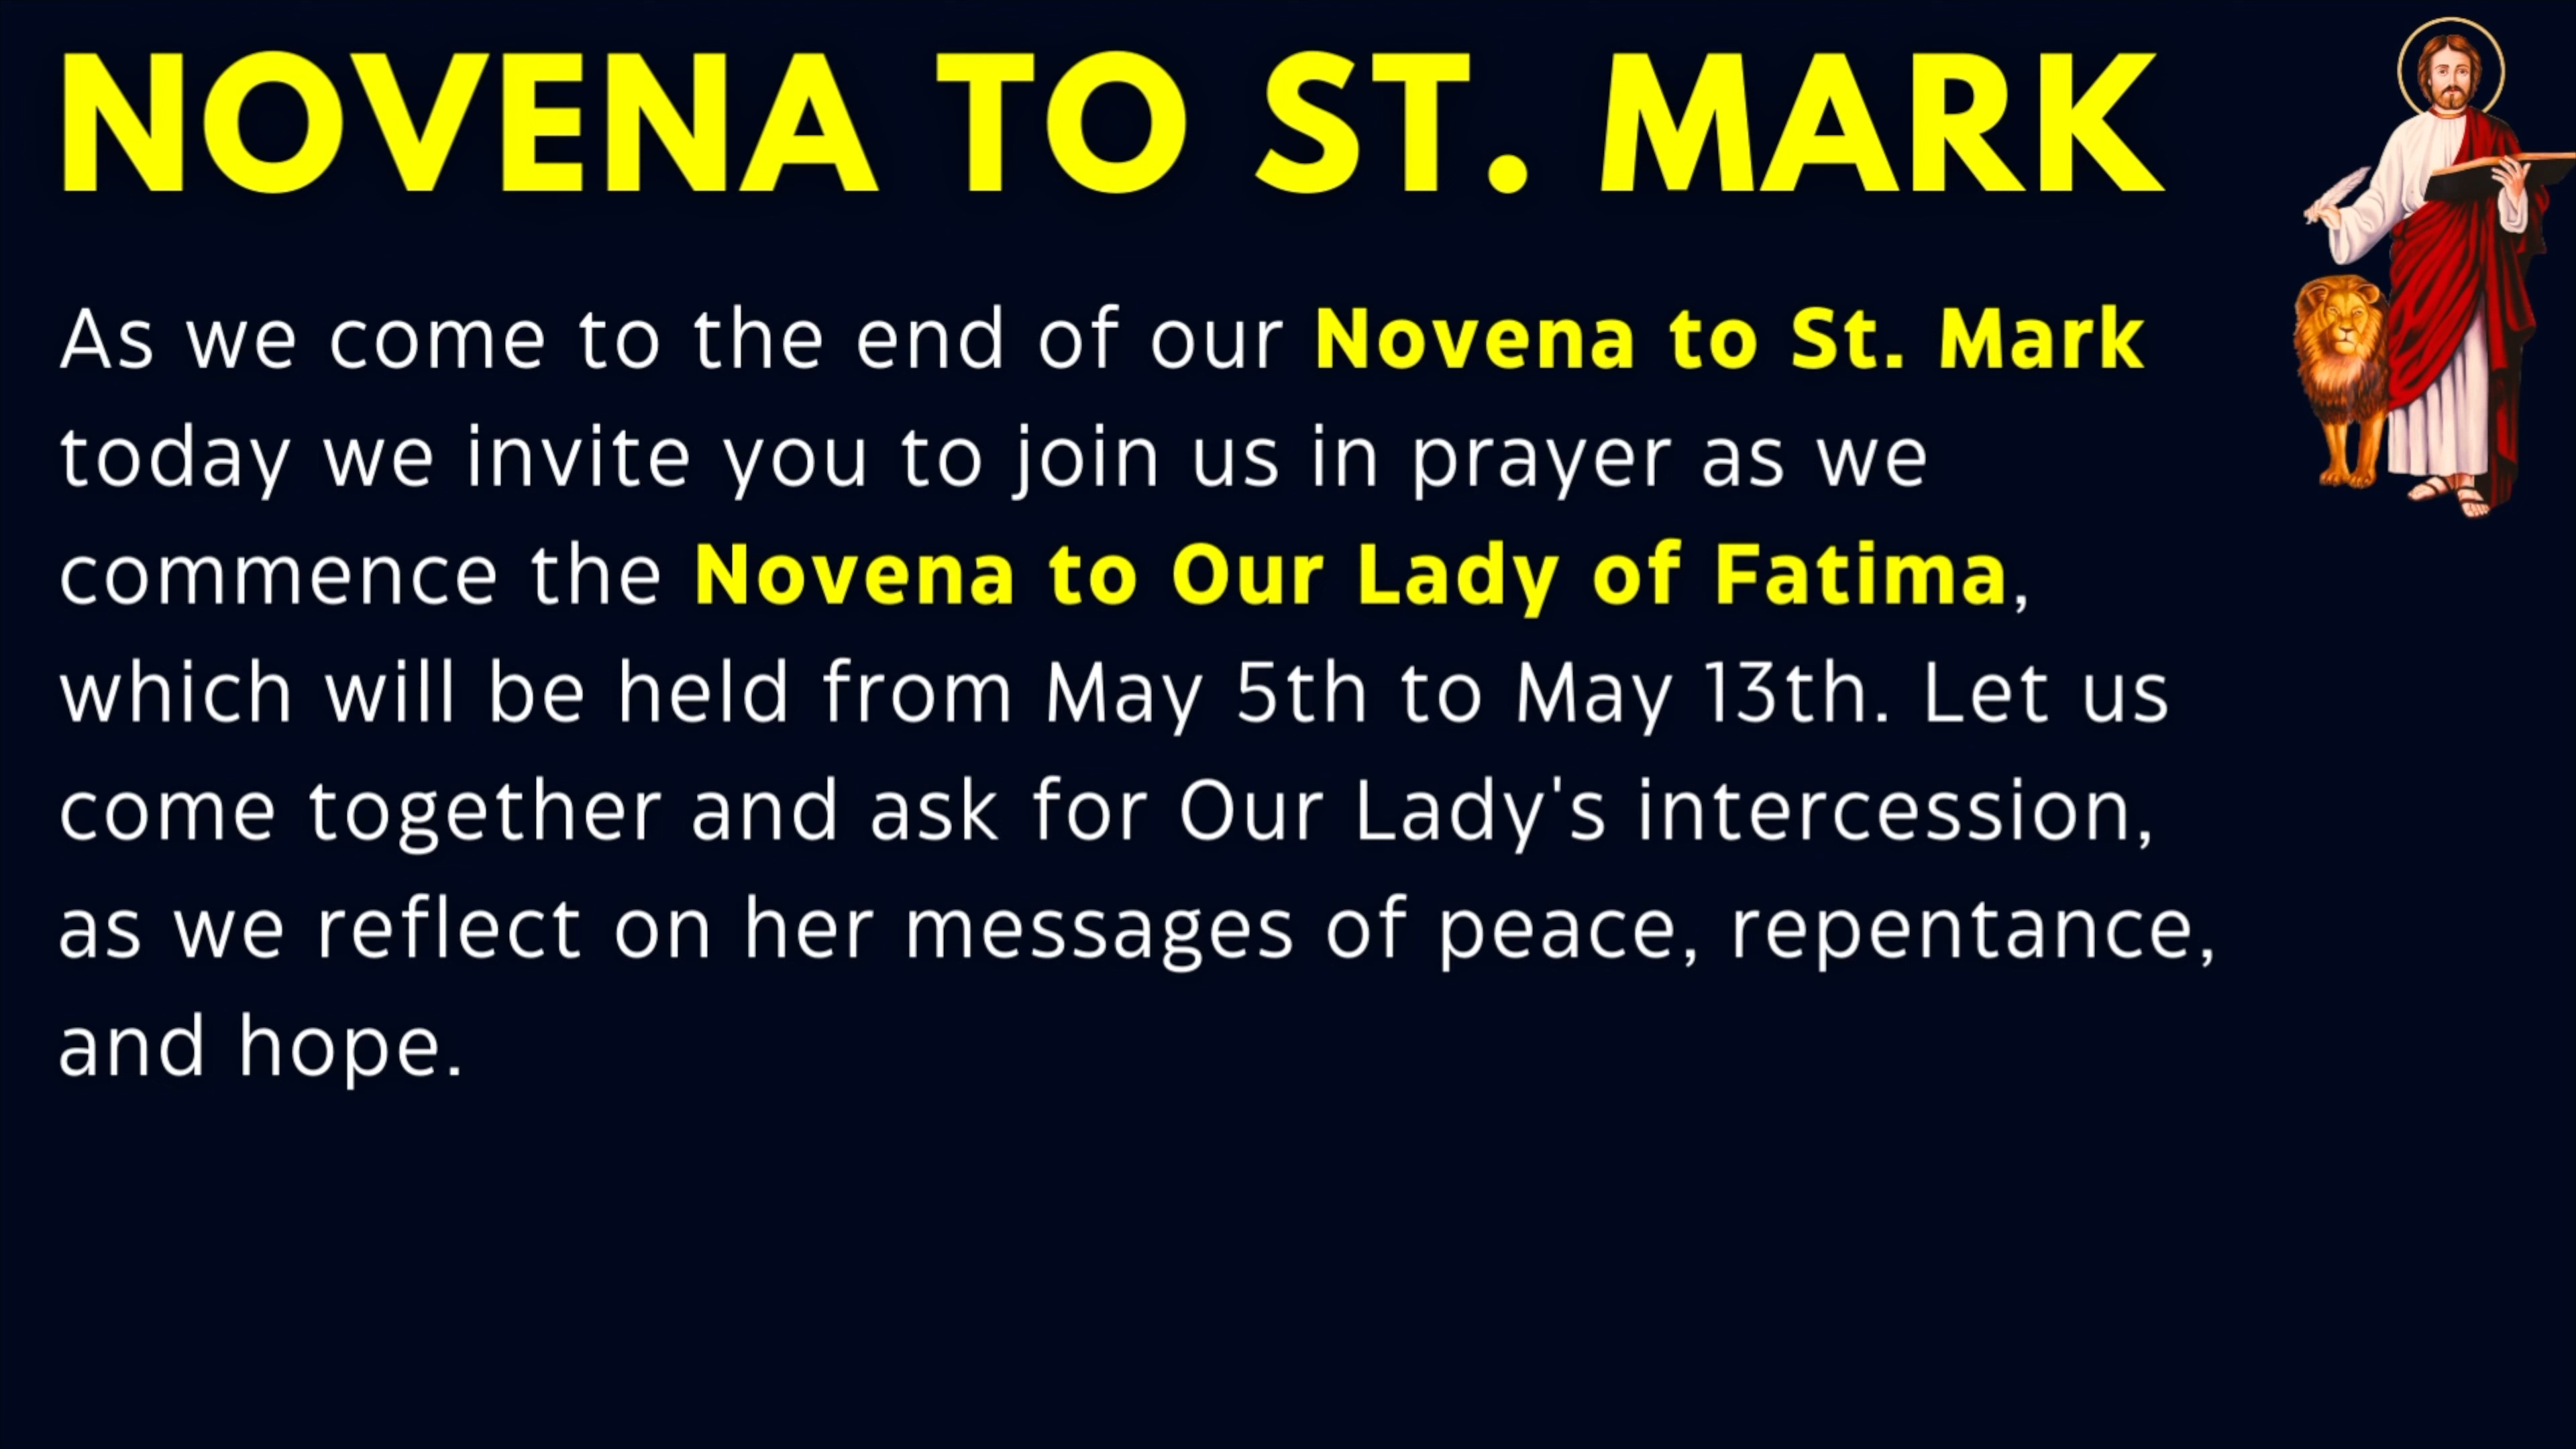 NOVENA TO ST. MARK
As we come to the end of our Novena to St. Mark
today we invite you to join us in prayer as we
commence the Novena to Our Lady of Fatima,
which will be held from May 5th to May 13th. Let us
come together and ask for Our Lady's intercession,
as we reflect on her messages of peace, repentance,
and hope.